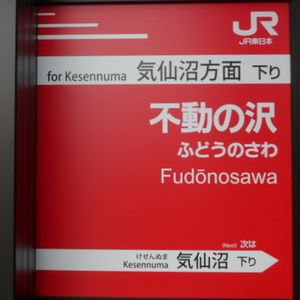 JR
JR東日本
for Kesennuma 気仙沼方面 下り
不動の沢
ふどうのさわ
Fudōnosawa
(Next) 次は
けせんぬま
Kesennuma 気仙沼 下り